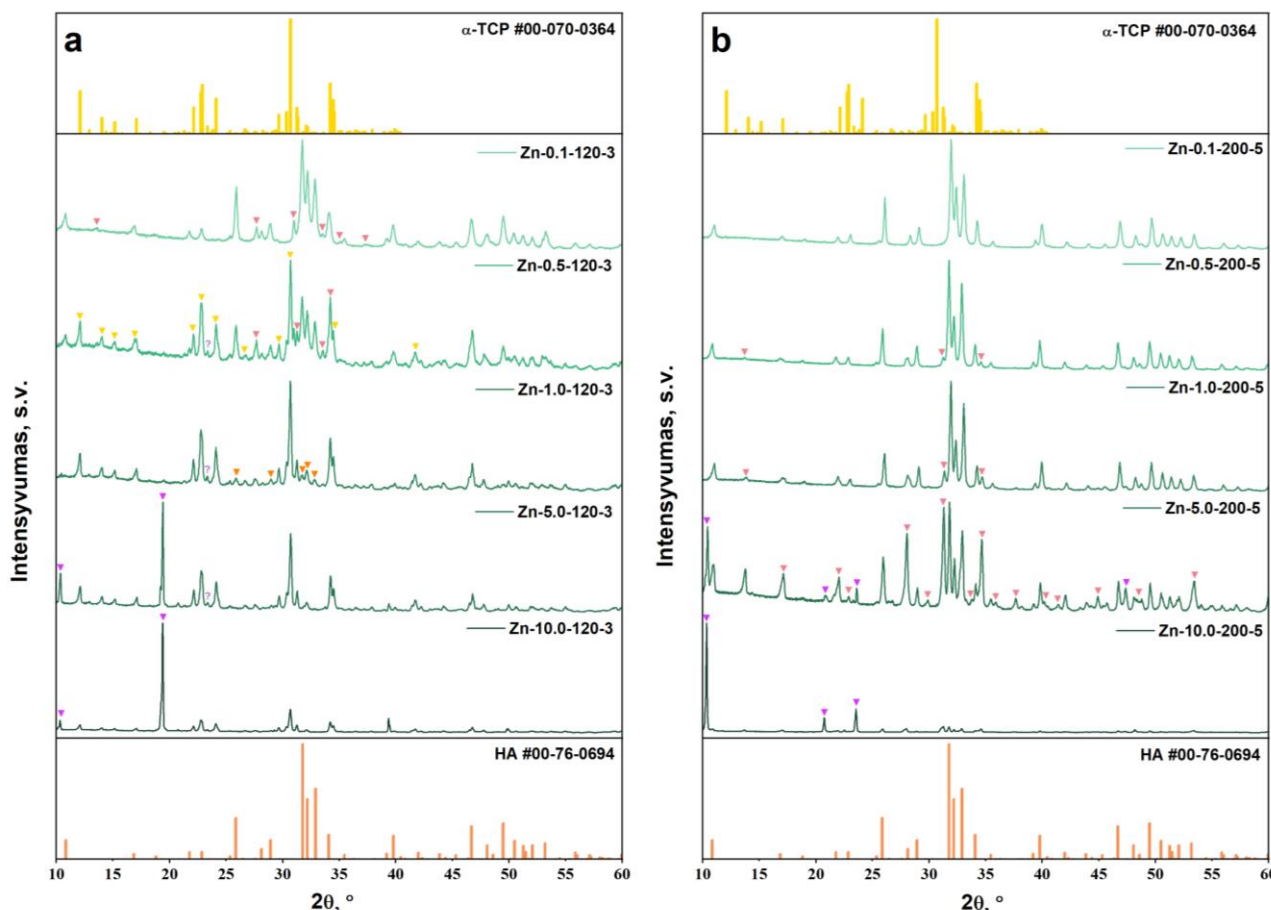 a
α-TCP #00-070-0364
Zn-0.1-120-3
Zn-0.5-120-3
?
Zn-1.0-120-3
?
Zn-5.0-120-3
?
Zn-10.0-120-3
HA #00-76-0694
Intensyvumas, s.v.
10 15 20 25 30 35 40 45 50 55 60
2θ, °
b
α-TCP #00-070-0364
Zn-0.1-200-5
Zn-0.5-200-5
Zn-1.0-200-5
Zn-5.0-200-5
Zn-10.0-200-5
HA #00-76-0694
Intensyvumas, s.v.
10 15 20 25 30 35 40 45 50 55 60
2θ, °